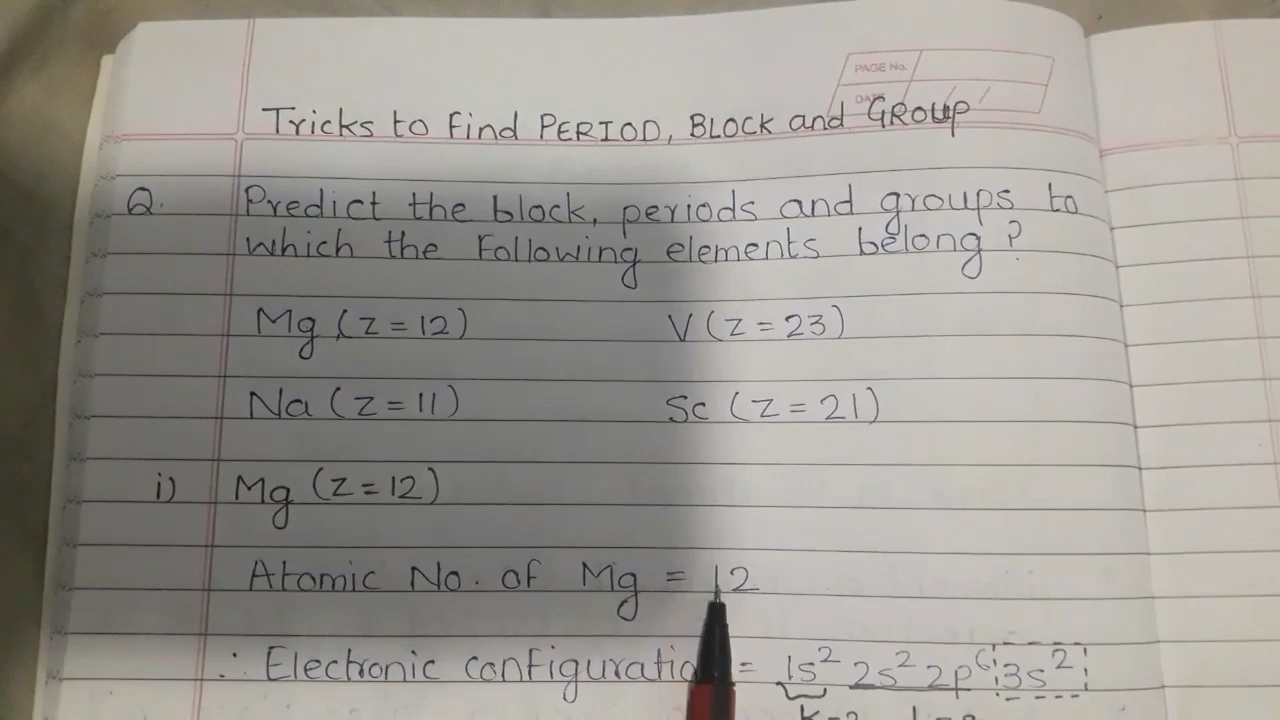 PAGE No.
DATE
Tricks to Find PERIOD, BLOCK and GROUP
Q. Predict the block, periods and groups to
which the Following elements belong ?
Mg (Z = 12) V (Z = 23)
Na (Z = 11) Sc (Z = 21)
i) Mg (Z = 12)
Atomic No. of Mg = 12
∴ Electronic configuration = 1s² 2s² 2p⁶ 3s²